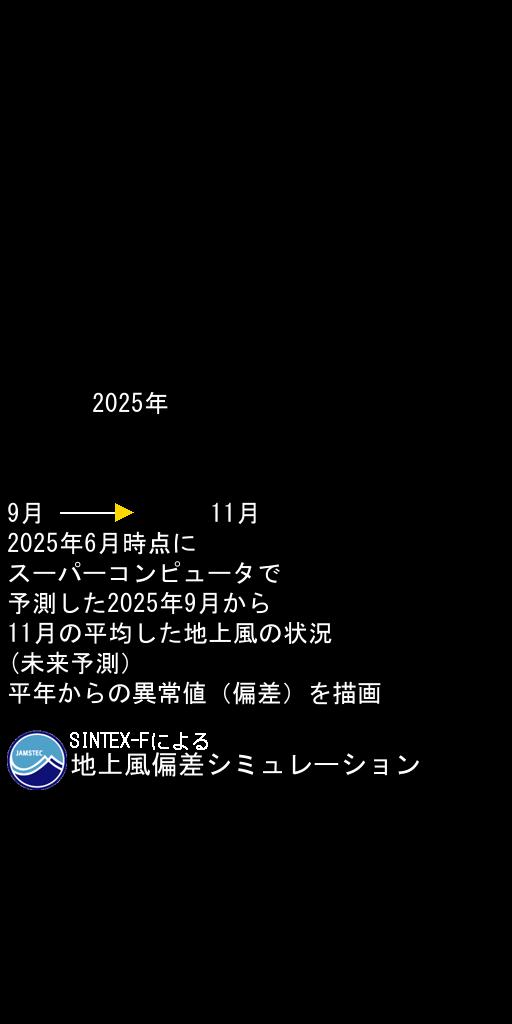 2025年
9月 11月
2025年6月時点に
スーパーコンピュータで
予測した2025年9月から
11月の平均した地上風の状況
(未来予測)
平年からの異常値（偏差）を描画
JAMSTEC
SINTEX-Fによる
地上風偏差シミュレーション